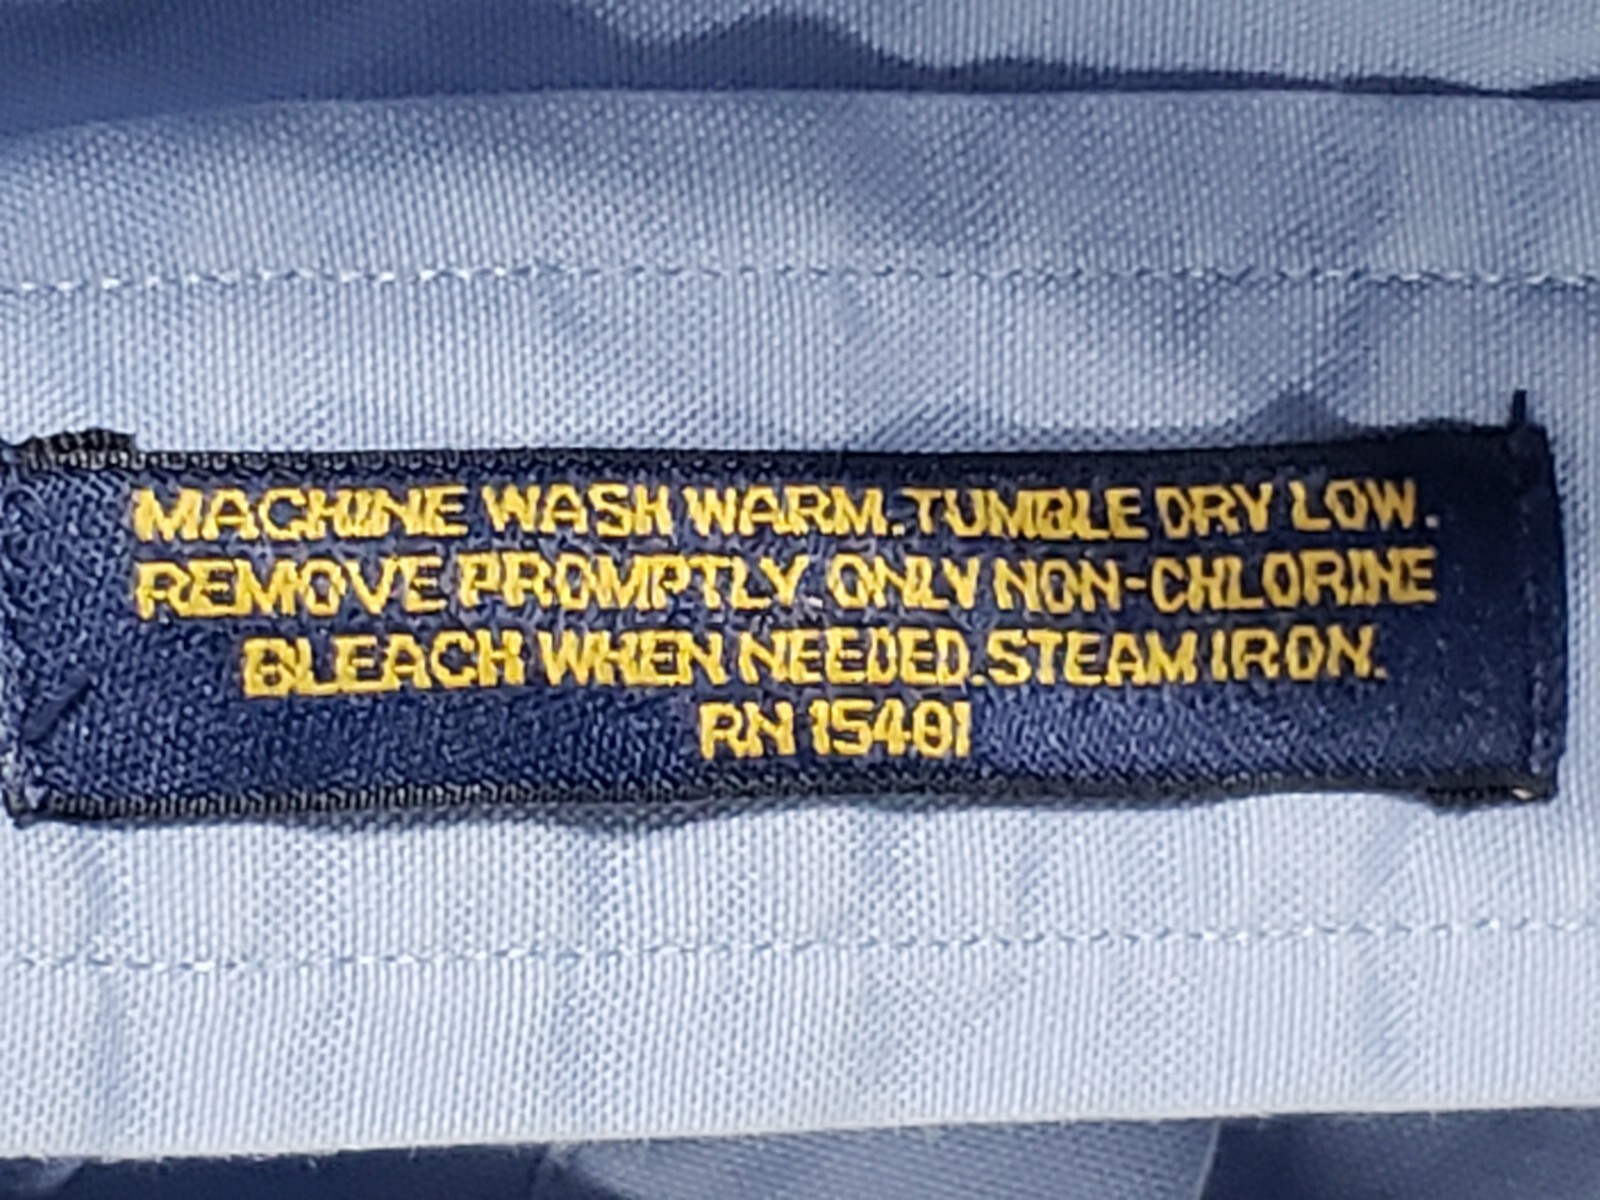 MACHINE WASH WARM. TUMBLE DRY LOW.
REMOVE PROMPTLY. ONLY NON-CHLORINE
BLEACH WHEN NEEDED. STEAM IRON.
RN 15401